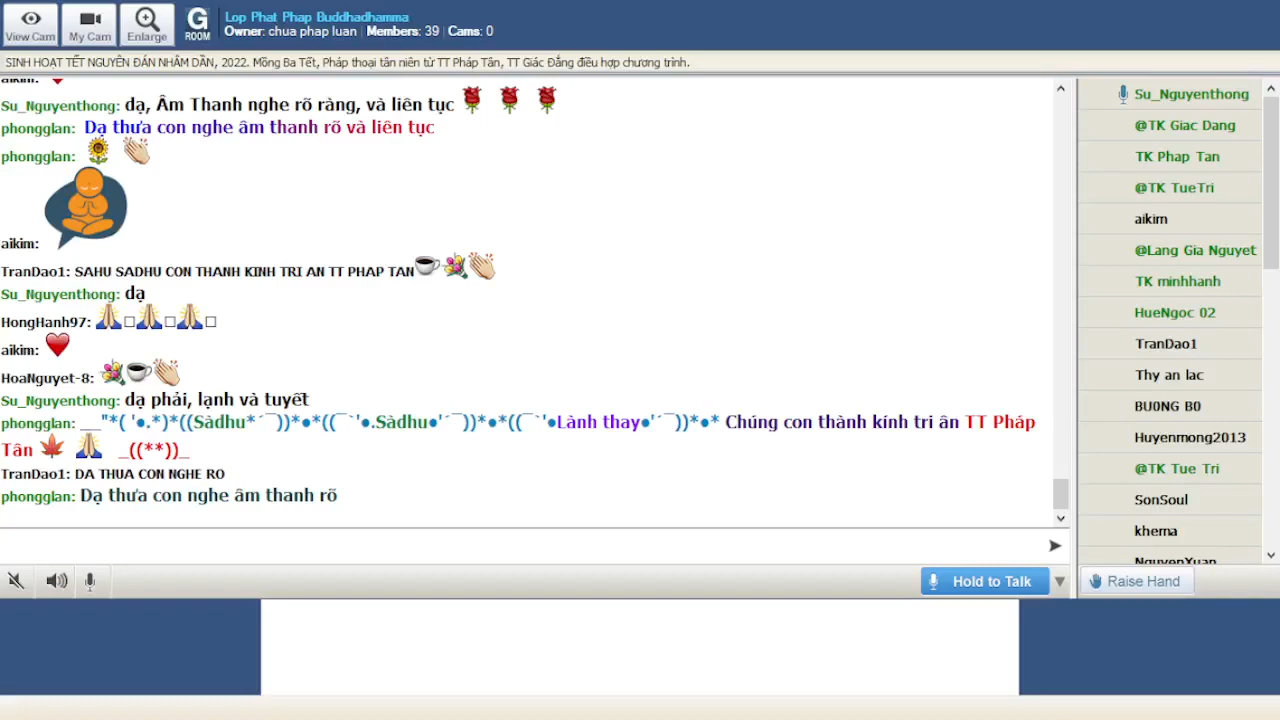 View Cam
My Cam
Enlarge
G
ROOM
Lop Phat Phap Buddhadhamma
Owner: chua phap luan | Members: 39 | Cams: 0
SINH HOẠT TẾT NGUYÊN ĐÁN NHÂM DẦN, 2022. Mồng Ba Tết, Pháp thoại tân niên từ TT Pháp Tân, TT Giác Đẳng điều hợp chương trình.
aikim:
Su_Nguyenthong: dạ, Âm Thanh nghe rõ ràng, và liên tục
phongglan: Dạ thưa con nghe âm thanh rõ và liên tục
phongglan:
aikim:
TranDao1: SAHU SADHU CON THANH KINH TRI AN TT PHAP TAN
Su_Nguyenthong: dạ
HongHanh97: □ □ □
aikim:
HoaNguyet-8:
Su_Nguyenthong: dạ phải, lạnh và tuyết
phongglan: __"*( '●.*)*((Sàdhu*´¯))*●*((¯`'●.Sàdhu●'´¯))*●*((¯`'●Lành thay●'´¯))*●* Chúng con thành kính tri ân TT Pháp
Tân _((**))_
TranDao1: DA THUA CON NGHE RO
phongglan: Dạ thưa con nghe âm thanh rõ
Hold to Talk
Su_Nguyenthong
@TK Giac Dang
TK Phap Tan
@TK TueTri
aikim
@Lang Gia Nguyet
TK minhhanh
HueNgoc 02
TranDao1
Thy an lac
BU0NG B0
Huyenmong2013
@TK Tue Tri
SonSoul
khema
NguyenXuan
Raise Hand